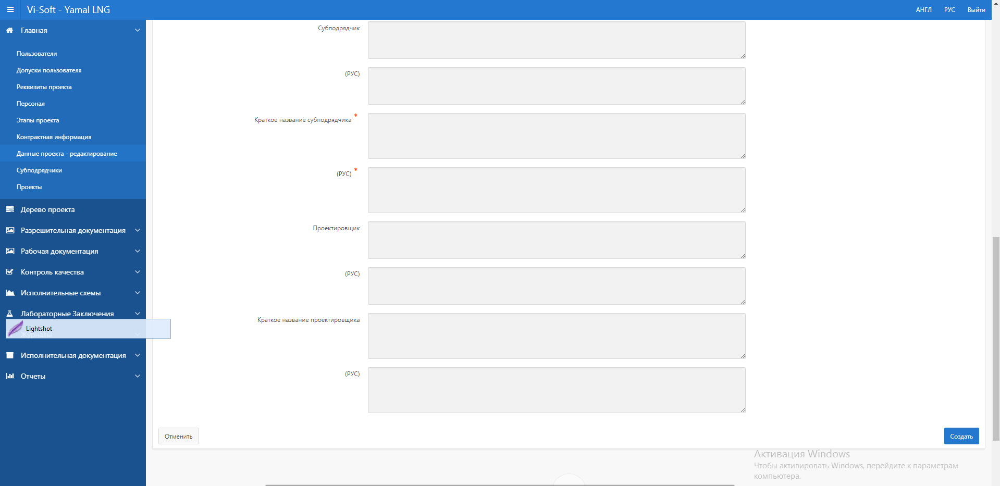 Vi-Soft - Yamal LNG
АНГЛ
РУС
Выйти
Главная
Пользователи
Допуски пользователя
Реквизиты проекта
Персонал
Этапы проекта
Контрактная информация
Данные проекта - редактирование
Субподрядчики
Проекты
Дерево проекта
Разрешительная документация
Рабочая документация
Контроль качества
Исполнительные схемы
Лабораторные Заключения
Lightshot
Журналы
Исполнительная документация
Отчеты
Субподрядчик
(РУС)
Краткое название субподрядчика *
(РУС) *
Проектировщик
(РУС)
Краткое название проектировщика
(РУС)
Отменить
Создать
Активация Windows
Чтобы активировать Windows, перейдите к параметрам
компьютера.